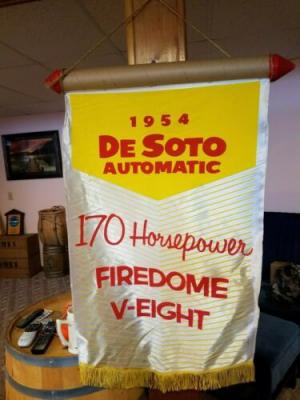 1954
DE SOTO
AUTOMATIC
170 Horsepower
FIREDOME
V-EIGHT